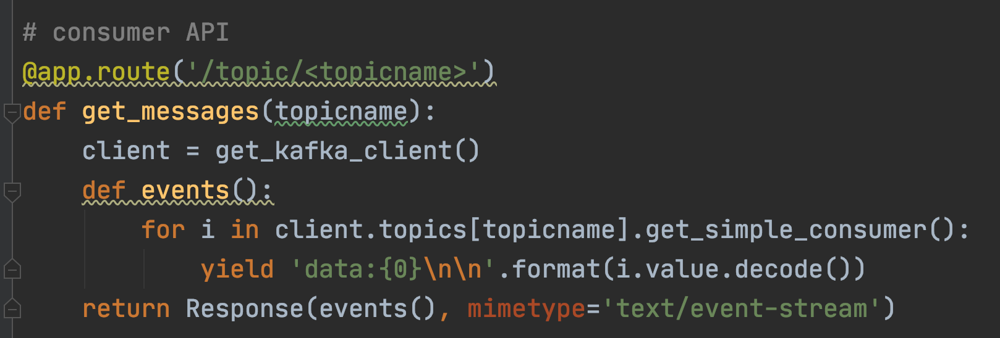 # consumer API
@app.route('/topic/<topicname>')
def get_messages(topicname):
    client = get_kafka_client()
    def events():
        for i in client.topics[topicname].get_simple_consumer():
            yield 'data:{0}\n\n'.format(i.value.decode())
    return Response(events(), mimetype='text/event-stream')